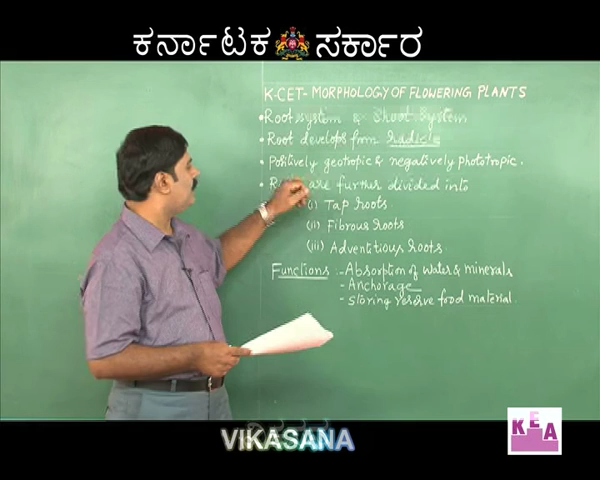 ಕರ್ನಾಟಕ ಸರ್ಕಾರ
K-CET- MORPHOLOGY OF FLOWERING PLANTS
• Root system & Shoot System
• Root develops from Radicle
• Positively geotropic & negatively phototropic.
• are further divided into
(i) Tap Roots
(ii) Fibrous Roots
(iii) Adventitious Roots
Functions :- Absorption of Water & minerals
- Anchorage
- Storing reserve food material.
VIKASANA
KEA